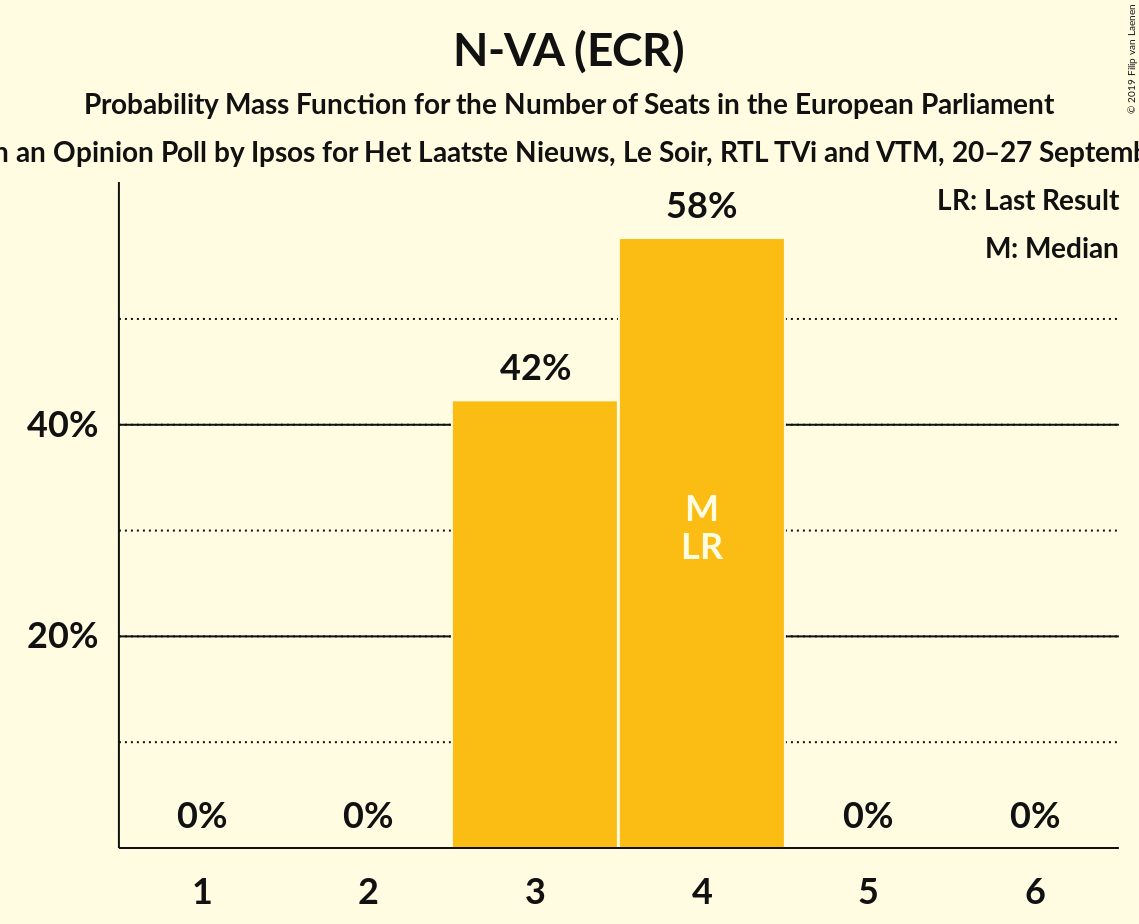 N-VA (ECR)
Probability Mass Function for the Number of Seats in the European Parliament
an Opinion Poll by Ipsos for Het Laatste Nieuws, Le Soir, RTL TVi and VTM, 20–27
© 2019 Filip van Laenen
LR: Last Result
M: Median
58%
42%
40%
M
LR
20%
0%
0%
0%
0%
1
2
3
4
5
6